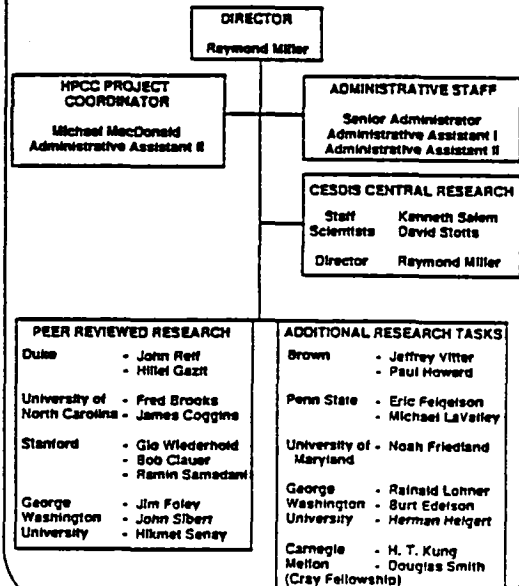 DIRECTOR
Raymond Miller
HPCC PROJECT
COORDINATOR
Michael MacDonald
Administrative Assistant II
ADMINISTRATIVE STAFF
Senior Administrator
Administrative Assistant I
Administrative Assistant II
CESDIS CENTRAL RESEARCH
Staff Kenneth Salem
Scientists David Stotts
Director Raymond Miller
PEER REVIEWED RESEARCH
Duke - John Reif
- Hillel Gazit
University of - Fred Brooks
North Carolina - James Coggins
Stanford - Gio Wiederhold
- Bob Clauer
- Ramin Samadani
George - Jim Foley
Washington - John Sibert
University - Hikmet Senay
ADDITIONAL RESEARCH TASKS
Brown - Jeffrey Vitter
- Paul Howard
Penn State - Eric Feigelson
- Michael LaValley
University of - Noah Friedland
Maryland
George - Rainald Lohner
Washington - Burt Edelson
University - Herman Helgert
Carnegie - H. T. Kung
Mellon - Douglas Smith
(Cray Fellowship)